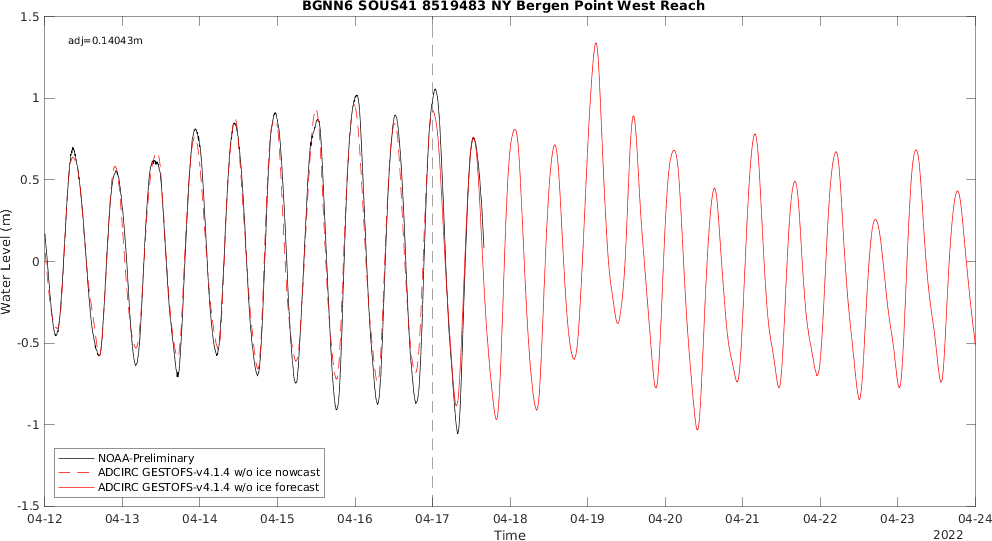 BGNN6 SOUS41 8519483 NY Bergen Point West Reach
adj=0.14043m
1.5
1
0.5
0
-0.5
-1
-1.5
Water Level (m)
NOAA-Preliminary
ADCIRC GESTOFS-v4.1.4 w/o ice nowcast
ADCIRC GESTOFS-v4.1.4 w/o ice forecast
04-12 04-13 04-14 04-15 04-16 04-17 04-18 04-19 04-20 04-21 04-22 04-23 04-24
Time
2022